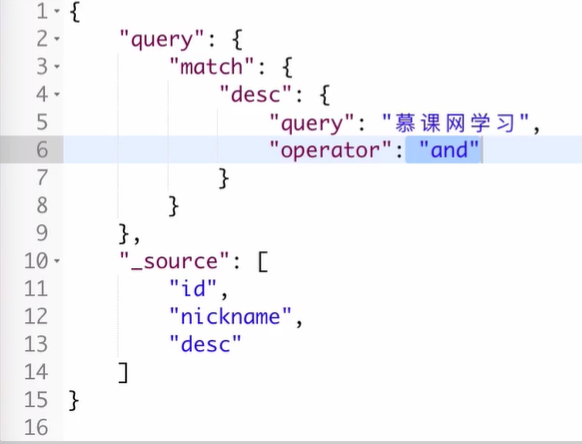 1 {
2     "query": {
3         "match": {
4             "desc": {
5                 "query": "慕课网学习",
6                 "operator": "and"
7             }
8         }
9     },
10     "_source": [
11         "id",
12         "nickname",
13         "desc"
14     ]
15 }
16